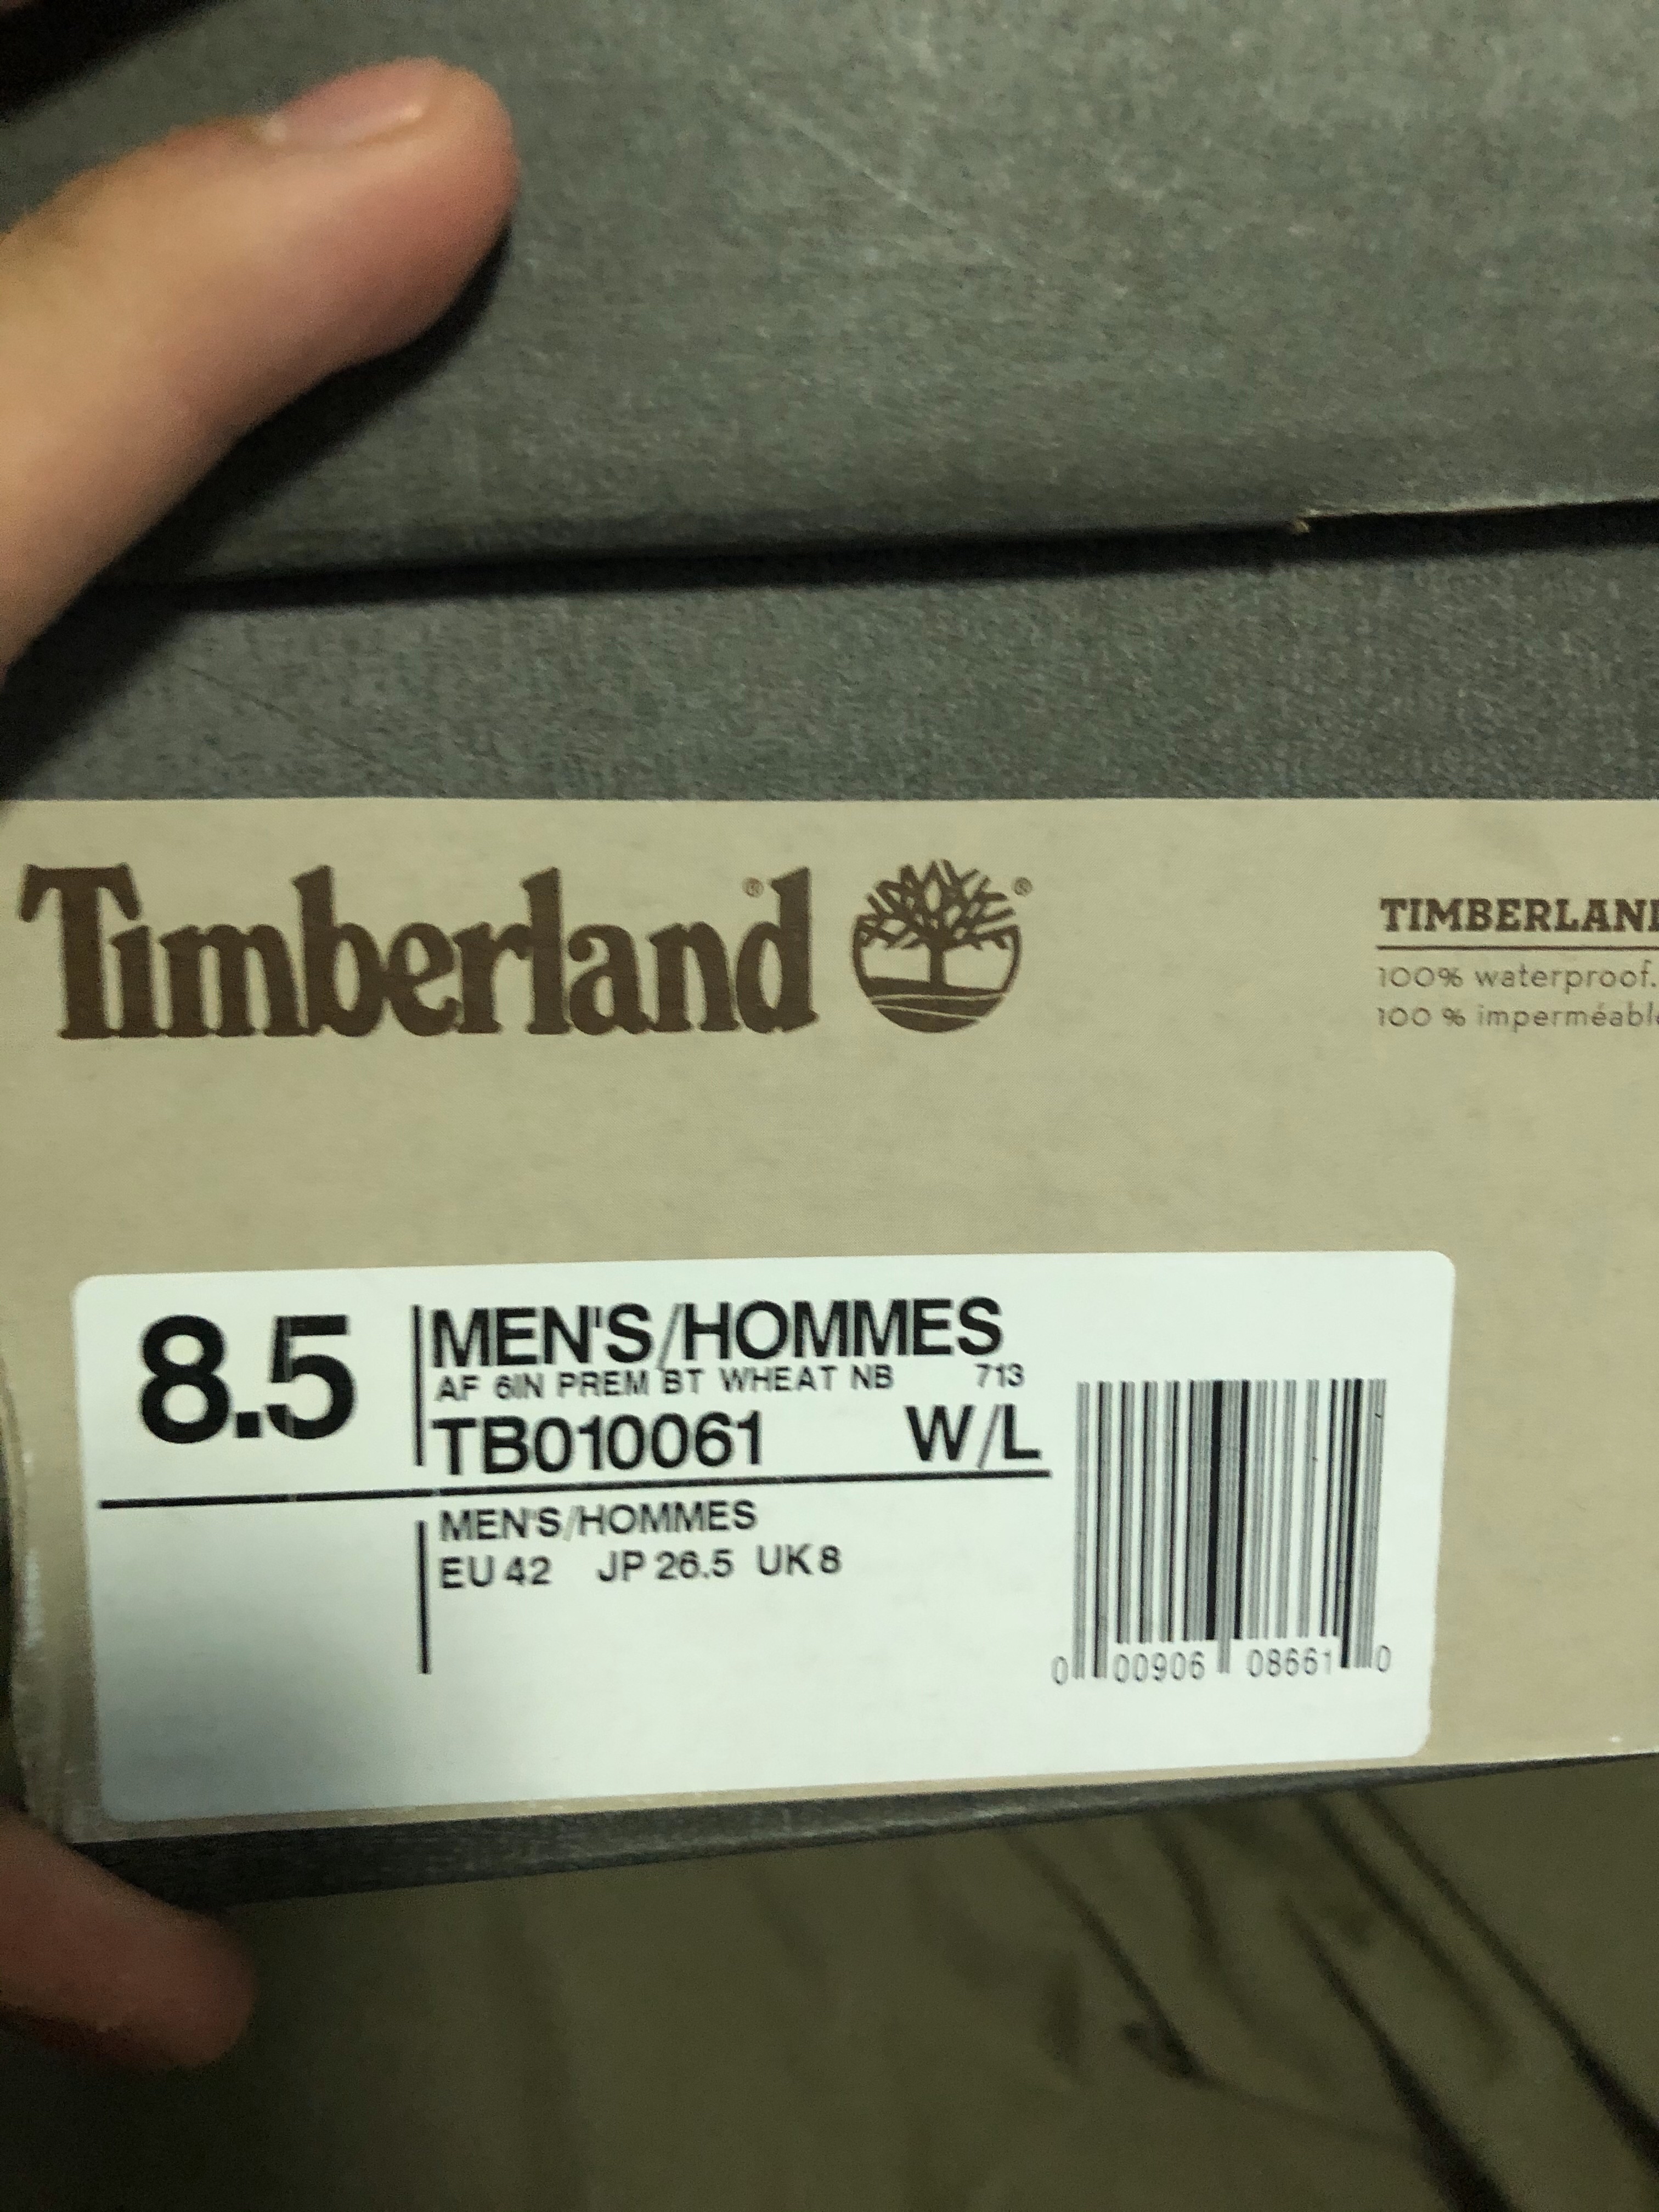 Timberland®
®
TIMBERLAN
100% waterproof.
100 % imperméabl
8.5
MEN'S/HOMMES
AF 6IN PREM BT WHEAT NB 713
TB010061 W/L
MEN'S/HOMMES
EU 42 JP 26.5 UK 8
0 00906 08661 0